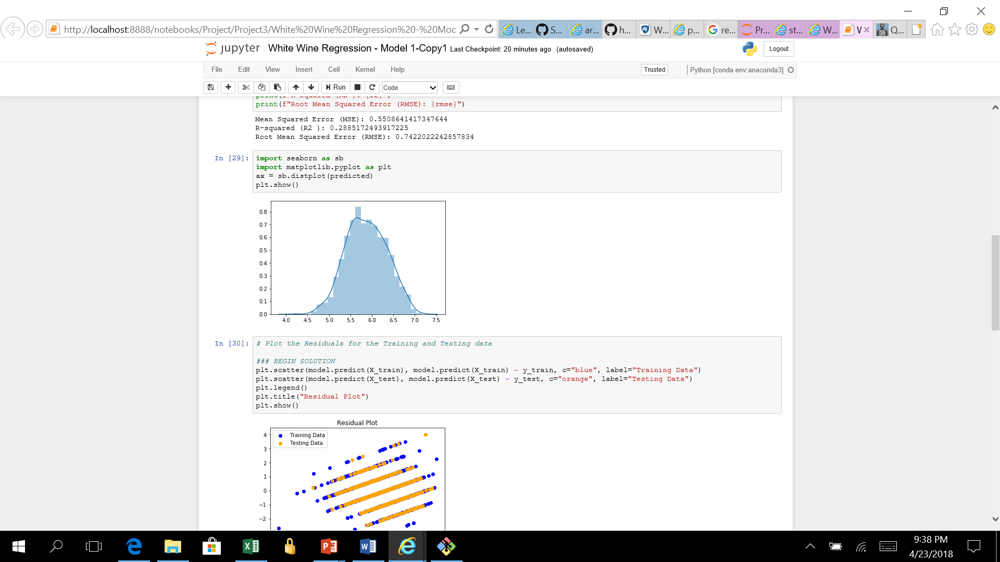 http://localhost:8888/notebooks/Project/Project3/White%20Wine%20Regression%20-%20Moc
Le...
S...
ar...
h...
W...
p...
re...
Pr...
st...
W...
Q...
jupyter White Wine Regression - Model 1-Copy1 Last Checkpoint: 20 minutes ago (autosaved)
Logout
File Edit View Insert Cell Kernel Help
Trusted
Python [conda env:anaconda3]
Run
Code
print(f"Root Mean Squared Error (RMSE): {rmse}")
Mean Squared Error (MSE): 0.5508641417347644
R-squared (R2 ): 0.2885172493917225
Root Mean Squared Error (RMSE): 0.7422022242857834
In [29]:
import seaborn as sb
import matplotlib.pyplot as plt
ax = sb.distplot(predicted)
plt.show()
0.8
0.7
0.6
0.5
0.4
0.3
0.2
0.1
0.0
4.0 4.5 5.0 5.5 6.0 6.5 7.0 7.5
In [30]:
# Plot the Residuals for the Training and Testing data
### BEGIN SOLUTION
plt.scatter(model.predict(X_train), model.predict(X_train) - y_train, c="blue", label="Training Data")
plt.scatter(model.predict(X_test), model.predict(X_test) - y_test, c="orange", label="Testing Data")
plt.legend()
plt.title("Residual Plot")
plt.show()
Residual Plot
Training Data
Testing Data
4
3
2
1
0
−1
−2
9:38 PM
4/23/2018